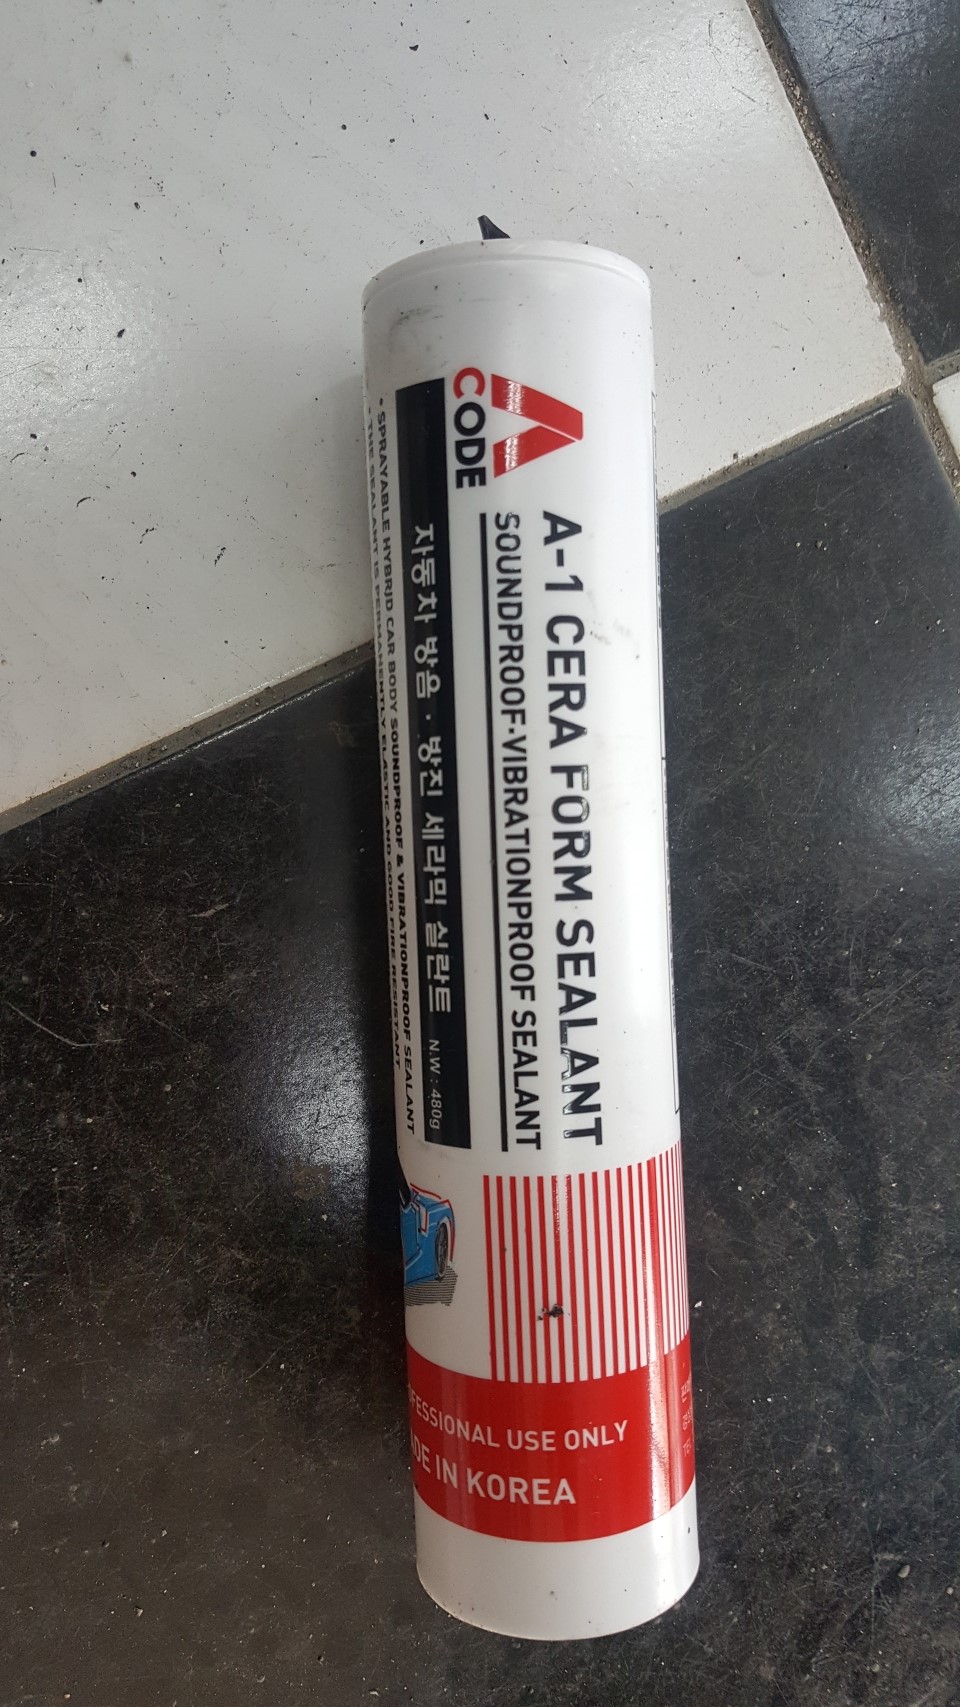 A
CODE
A-1 CERA FORM SEALANT
SOUNDPROOF·VIBRATIONPROOF SEALANT
자동차 방음 · 방진 세라믹 실란트 N.W : 480g
• SPRAYABLE HYBRID CAR BODY SOUNDPROOF & VIBRATIONPROOF SEALANT
• THE SEALANT IS PERMANENTLY ELASTIC AND GOOD FIRE RESISTANT
FESSIONAL USE ONLY
DE IN KOREA